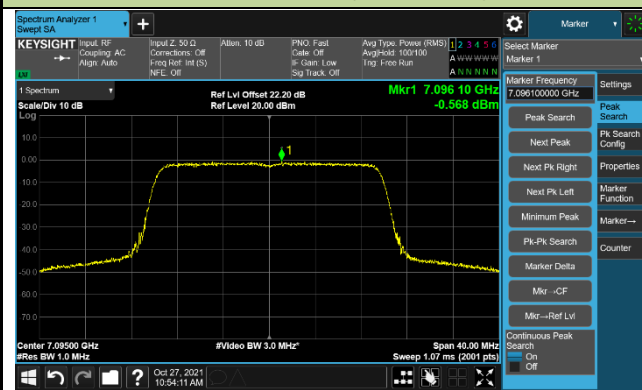 Spectrum Analyzer 1
Swept SA
Marker
KEYSIGHT
Input: RF
Coupling: AC
Align: Auto
Input Z: 50 Ω
Corrections: Off
Freq Ref: Int (S)
NFE: Off
Atten: 10 dB
PNO: Fast
Gate: Off
IF Gain: Low
Sig Track: Off
Avg Type: Power (RMS)
Avg|Hold: 100/100
Trig: Free Run
1 2 3 4 5 6
A W W W W W
A N N N N N
LXI
Select Marker
Marker 1
1 Spectrum
Scale/Div 10 dB
Log
Ref Lvl Offset 22.20 dB
Ref Level 20.00 dBm
Mkr1 7.096 10 GHz
-0.568 dBm
10.0
0.00
-10.0
-20.0
-30.0
-40.0
-50.0
-60.0
-70.0
1
Center 7.09500 GHz
#Res BW 1.0 MHz
#Video BW 3.0 MHz*
Span 40.00 MHz
Sweep 1.07 ms (2001 pts)
Marker Frequency
7.096100000 GHz
Peak Search
Next Peak
Next Pk Right
Next Pk Left
Minimum Peak
Pk-Pk Search
Marker Delta
Mkr→CF
Mkr→Ref Lvl
Continuous Peak
Search
On
Off
Settings
Peak
Search
Pk Search
Config
Properties
Marker
Function
Marker→
Counter
Oct 27, 2021
10:54:11 AM